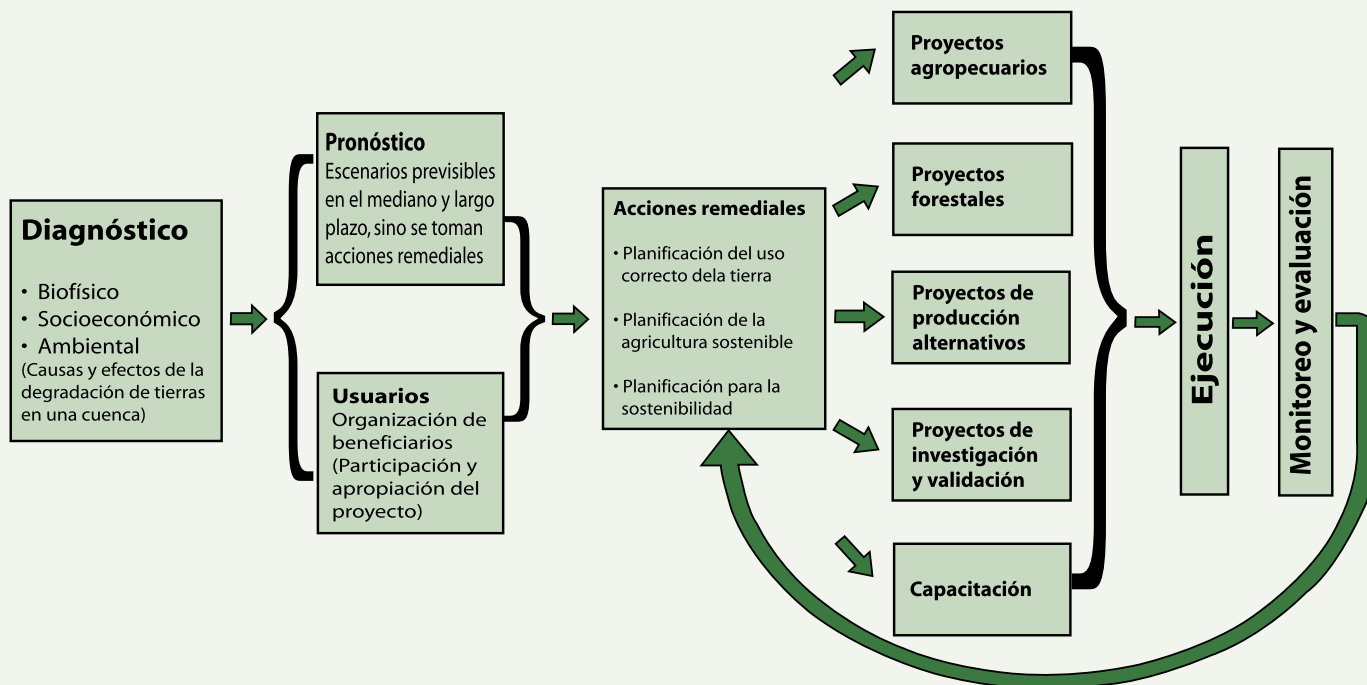 Diagnóstico
• Biofísico
• Socioeconómico
• Ambiental
(Causas y efectos de la
degradación de tierras
en una cuenca)
Pronóstico
Escenarios previsibles
en el mediano y largo
plazo, sino se toman
acciones remediales
Usuarios
Organización de
beneficiarios
(Participación y
apropiación del
proyecto)
Acciones remediales
• Planificación del uso
correcto dela tierra
• Planificación de la
agricultura sostenible
• Planificación para la
sostenibilidad
Proyectos
agropecuarios
Proyectos
forestales
Proyectos de
producción
alternativos
Proyectos de
investigación
y validación
Capacitación
Ejecución
Monitoreo y evaluación